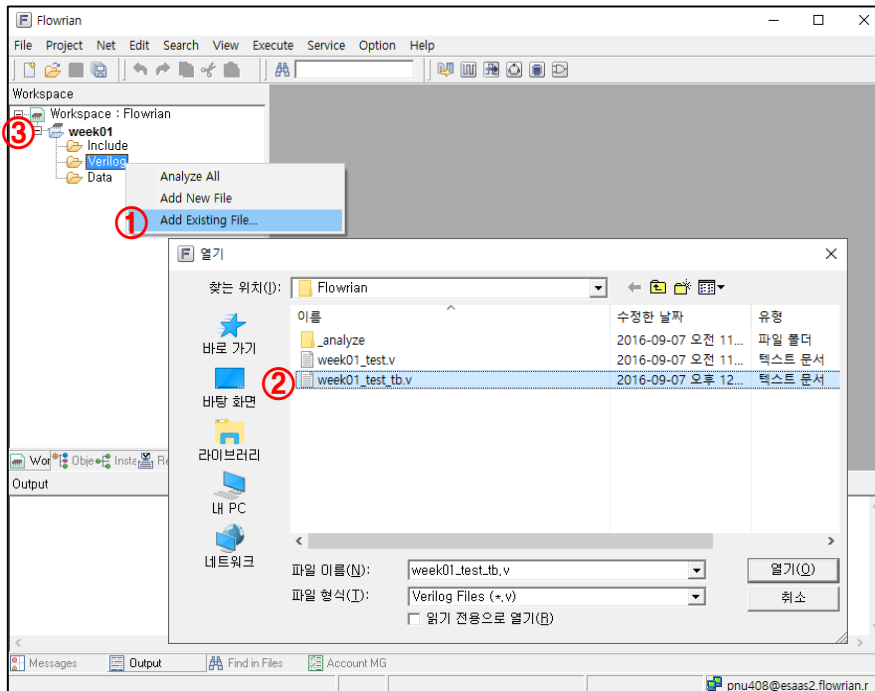 Flowrian
File Project Net Edit Search View Execute Service Option Help
Workspace
Workspace : Flowrian
③ week01
Include
Verilog
Data
Analyze All
Add New File
① Add Existing File...
열기
찾는 위치(I): Flowrian
이름 수정한 날짜 유형
_analyze 2016-09-07 오전 11... 파일 폴더
week01_test.v 2016-09-07 오전 11... 텍스트 문서
② week01_test_tb.v 2016-09-07 오후 12... 텍스트 문서
바로 가기
바탕 화면
라이브러리
내 PC
네트워크
파일 이름(N): week01_test_tb.v 열기(O)
파일 형식(T): Verilog Files (*.v) 취소
읽기 전용으로 열기(R)
Wor Obje Insta Re
Output
Messages Output Find in Files Account MG
pnu408@esaas2.flowrian.r